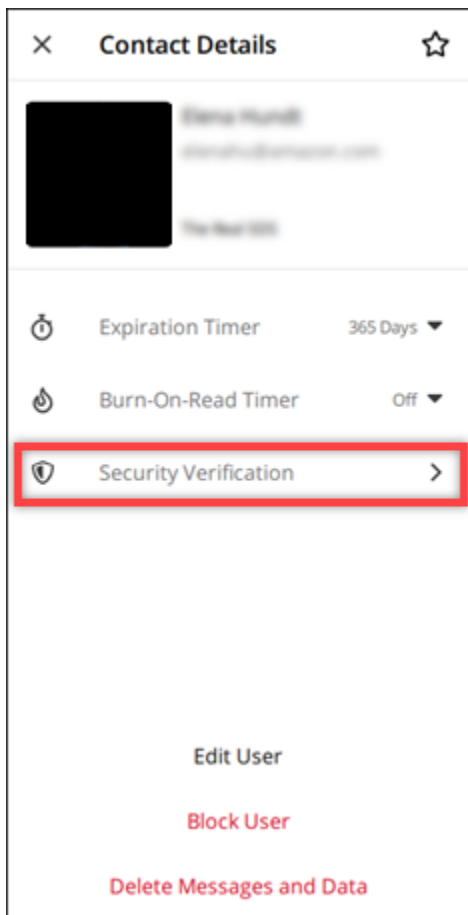 Contact Details
Expiration Timer 365 Days
Burn-On-Read Timer Off
Security Verification
Edit User
Block User
Delete Messages and Data